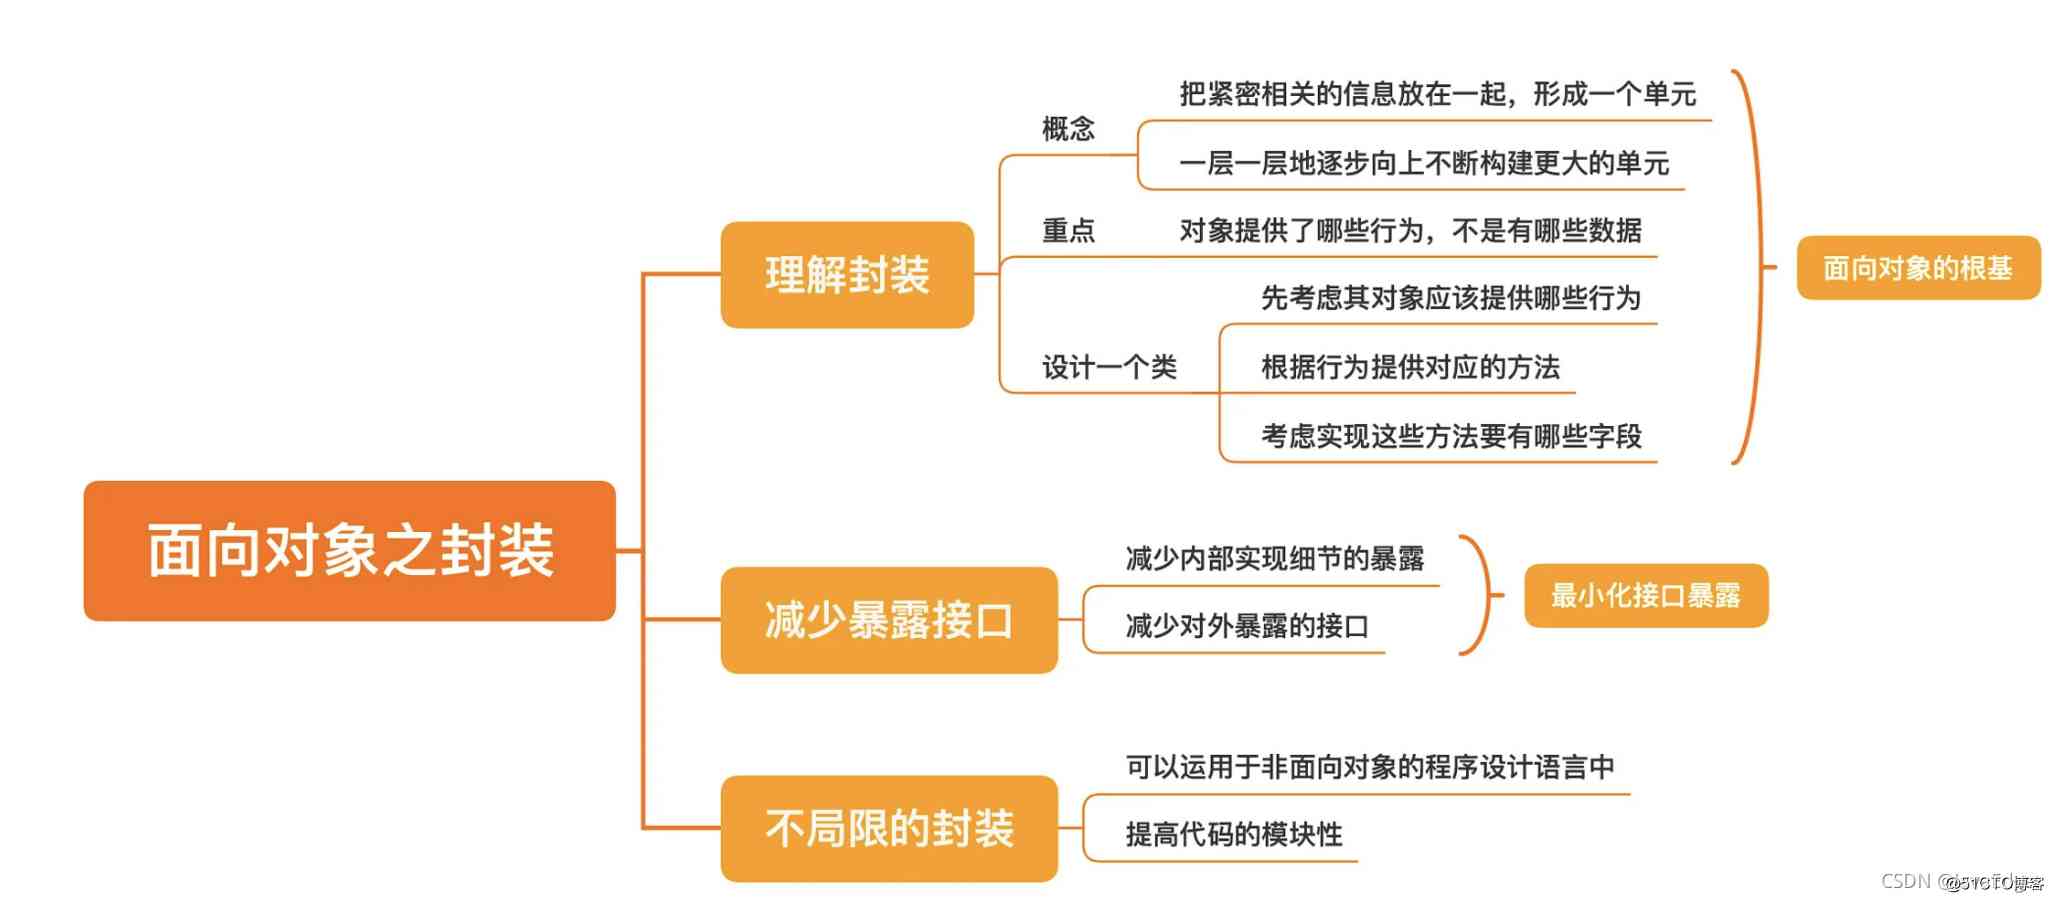 面向对象之封装
理解封装
概念
把紧密相关的信息放在一起，形成一个单元
一层一层地逐步向上不断构建更大的单元
重点
对象提供了哪些行为，不是有哪些数据
设计一个类
先考虑其对象应该提供哪些行为
根据行为提供对应的方法
考虑实现这些方法要有哪些字段
面向对象的根基
减少暴露接口
减少内部实现细节的暴露
减少对外暴露的接口
最小化接口暴露
不局限的封装
可以运用于非面向对象的程序设计语言中
提高代码的模块性
CSDN
@51CTO博客